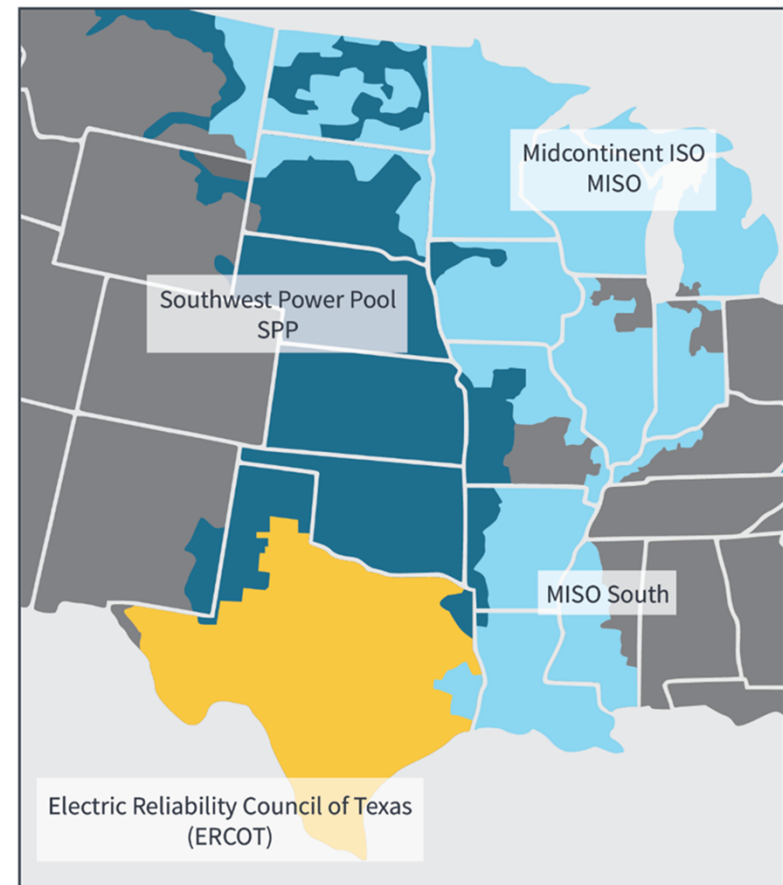 Midcontinent ISO
MISO
Southwest Power Pool
SPP
MISO South
Electric Reliability Council of Texas
(ERCOT)